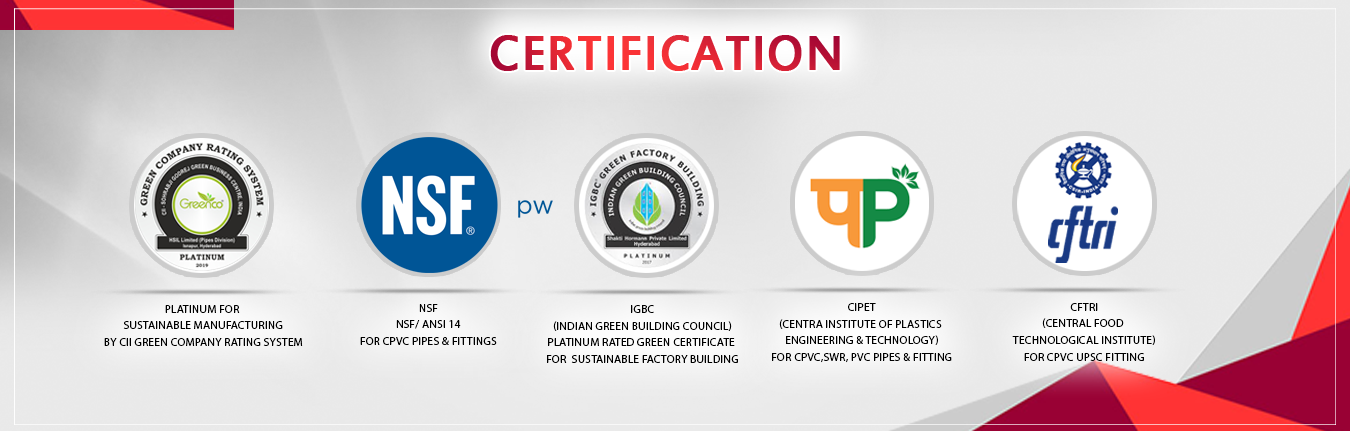 CERTIFICATION
GREEN COMPANY RATING SYSTEM
CII - SOHRABJI GODREJ GREEN BUSINESS CENTRE, INDIA
Greenco
HSIL Limited (Pipes Division)
Isnapur, Hyderabad
PLATINUM
2019
PLATINUM FOR
SUSTAINABLE MANUFACTURING
BY CII GREEN COMPANY RATING SYSTEM
NSF®
pw
NSF
NSF/ ANSI 14
FOR CPVC PIPES & FITTINGS
IGBC GREEN FACTORY BUILDING
INDIAN GREEN BUILDING COUNCIL
Shakti Hormann Private Limited
Hyderabad
PLATINUM
2017
IGBC
(INDIAN GREEN BUILDING COUNCIL)
PLATINUM RATED GREEN CERTIFICATE
FOR SUSTAINABLE FACTORY BUILDING
पP
CIPET
(CENTRA INSTITUTE OF PLASTICS
ENGINEERING & TECHNOLOGY)
FOR CPVC,SWR, PVC PIPES & FITTING
CSIR-INDIA
cftri
CFTRI
(CENTRAL FOOD
TECHNOLOGICAL INSTITUTE)
FOR CPVC UPSC FITTING